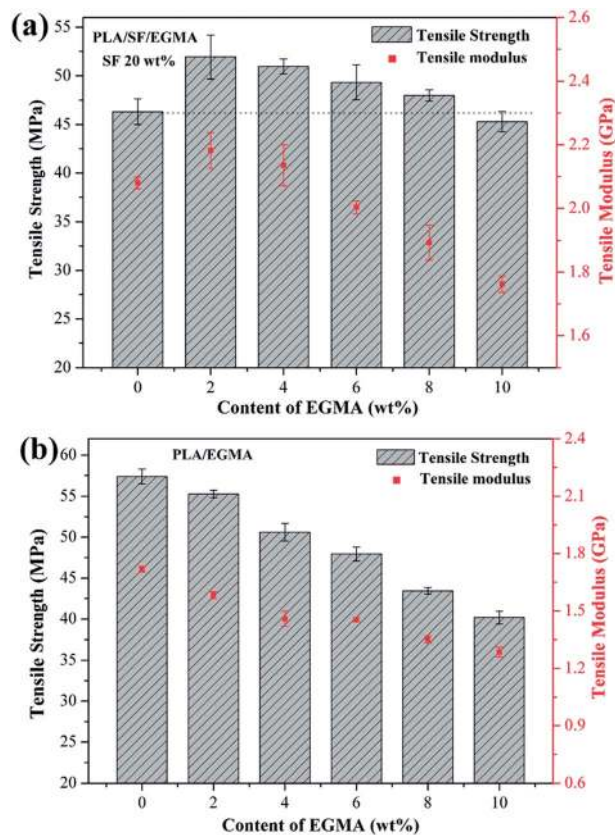 (a)
PLA/SF/EGMA
SF 20 wt%
Tensile Strength
Tensile modulus
Tensile Strength (MPa)
55
50
45
40
35
30
25
20
Tensile Modulus (GPa)
2.6
2.4
2.2
2.0
1.8
1.6
0 2 4 6 8 10
Content of EGMA (wt%)
(b)
PLA/EGMA
Tensile Strength
Tensile modulus
Tensile Strength (MPa)
60
55
50
45
40
35
30
25
20
Tensile Modulus (GPa)
2.4
2.1
1.8
1.5
1.2
0.9
0.6
0 2 4 6 8 10
Content of EGMA (wt%)